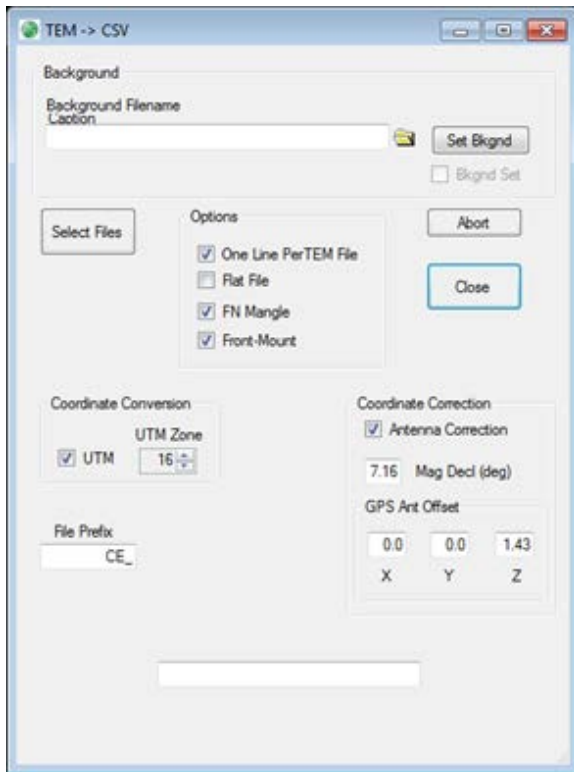 TEM -> CSV
Background
Background Filename
Caption
Set Bkgnd
Bkgnd Set
Select Files
Options
One Line PerTEM File
Flat File
FN Mangle
Front-Mount
Abort
Close
Coordinate Conversion
UTM Zone
UTM
16
File Prefix
CE_
Coordinate Correction
Antenna Correction
7.16 Mag Decl (deg)
GPS Ant Offset
0.0 0.0 1.43
X Y Z